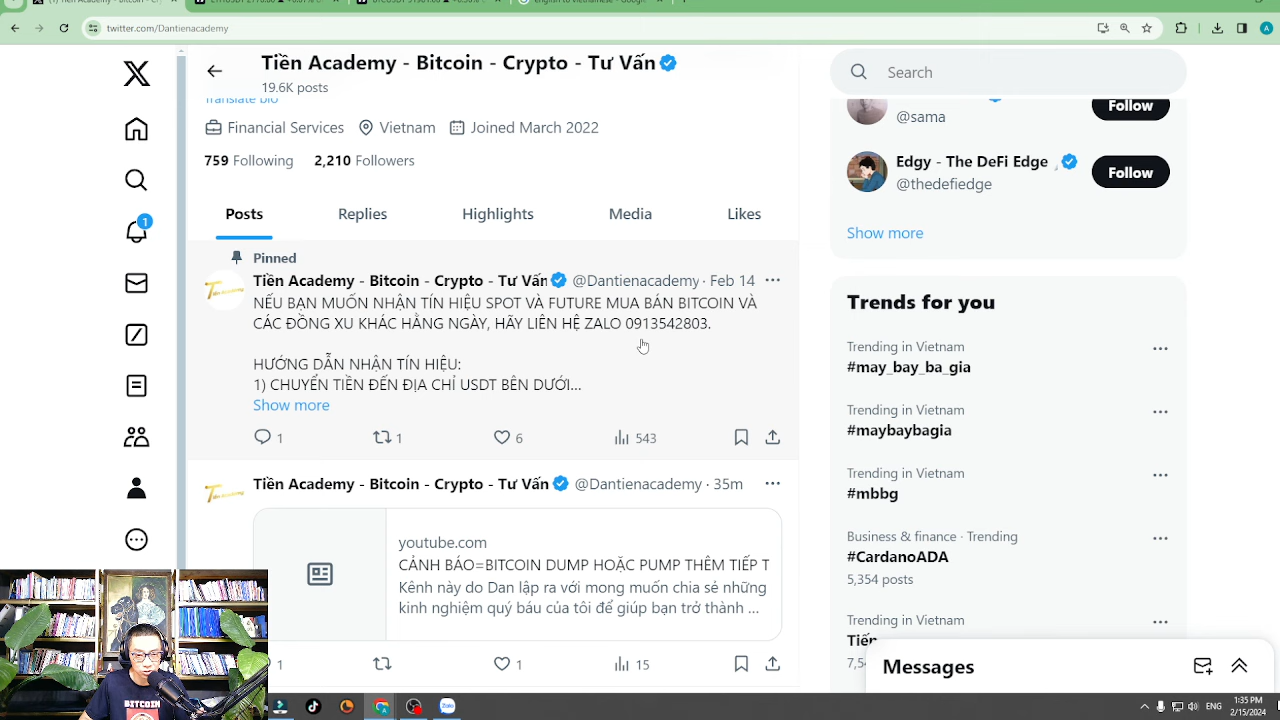 twitter.com/Dantienacademy
Tiền Academy - Bitcoin - Crypto - Tư Vấn
19.6K posts
Translate bio
Financial Services Vietnam Joined March 2022
759 Following 2,210 Followers
Posts Replies Highlights Media Likes
Pinned
Tiền Academy - Bitcoin - Crypto - Tư Vấn @Dantienacademy · Feb 14
NẾU BẠN MUỐN NHẬN TÍN HIỆU SPOT VÀ FUTURE MUA BÁN BITCOIN VÀ
CÁC ĐỒNG XU KHÁC HẰNG NGÀY, HÃY LIÊN HỆ ZALO 0913542803.
HƯỚNG DẪN NHẬN TÍN HIỆU:
1) CHUYỂN TIỀN ĐẾN ĐỊA CHỈ USDT BÊN DƯỚI...
Show more
1 1 6 543
Tiền Academy - Bitcoin - Crypto - Tư Vấn @Dantienacademy · 35m
youtube.com
CẢNH BÁO=BITCOIN DUMP HOẶC PUMP THÊM TIẾP T
Kênh này do Dan lập ra với mong muốn chia sẻ những
kinh nghiệm quý báu của tôi để giúp bạn trở thành ...
1 1 15
Search
@sama
Follow
Edgy - The DeFi Edge
@thedefiedge
Follow
Show more
Trends for you
Trending in Vietnam
#may_bay_ba_gia
Trending in Vietnam
#maybaybagia
Trending in Vietnam
#mbbg
Business & finance · Trending
#CardanoADA
5,354 posts
Trending in Vietnam
Messages
1
BITCOIN
Zalo
ENG
1:35 PM
2/15/2024